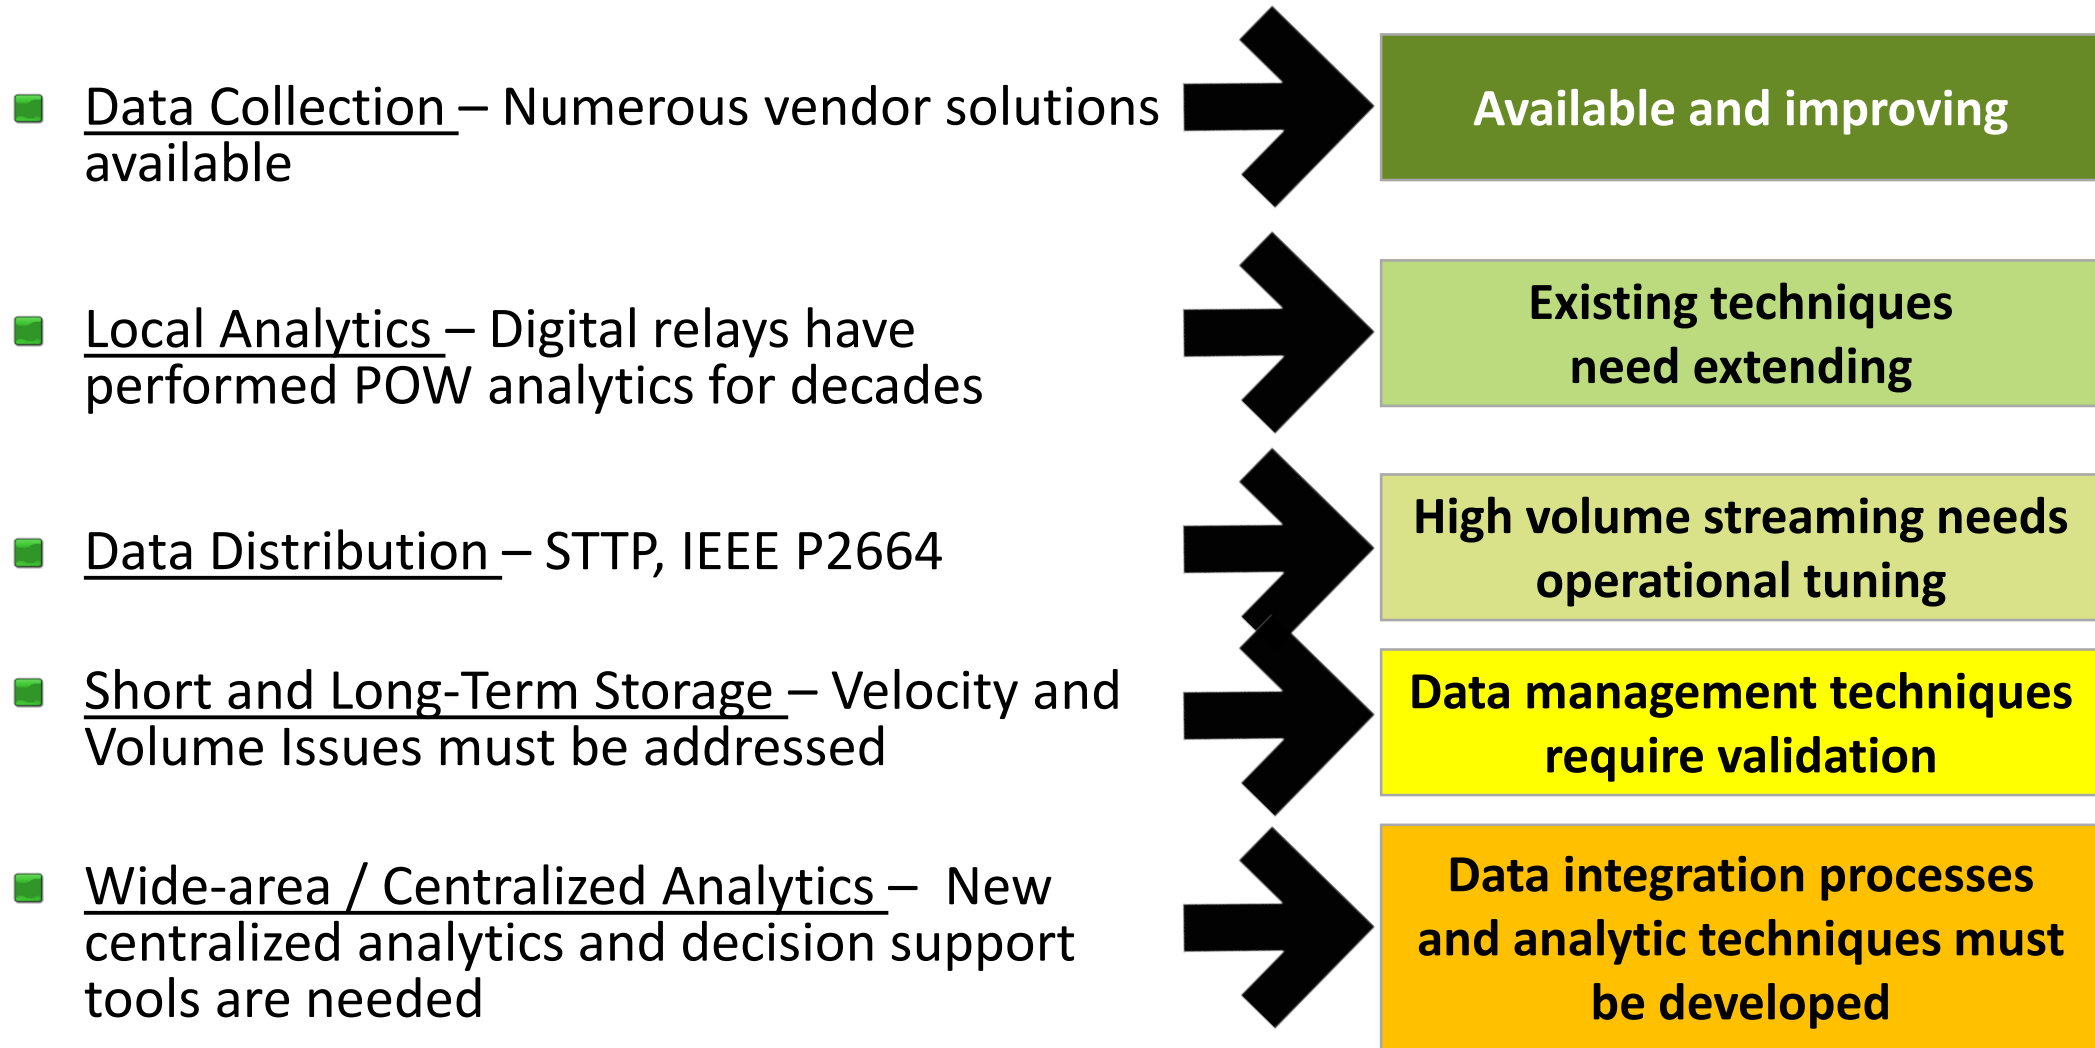 Data Collection – Numerous vendor solutions
available
Available and improving
Local Analytics – Digital relays have
performed POW analytics for decades
Existing techniques
need extending
Data Distribution – STTP, IEEE P2664
High volume streaming needs
operational tuning
Short and Long-Term Storage – Velocity and
Volume Issues must be addressed
Data management techniques
require validation
Wide-area / Centralized Analytics – New
centralized analytics and decision support
tools are needed
Data integration processes
and analytic techniques must
be developed